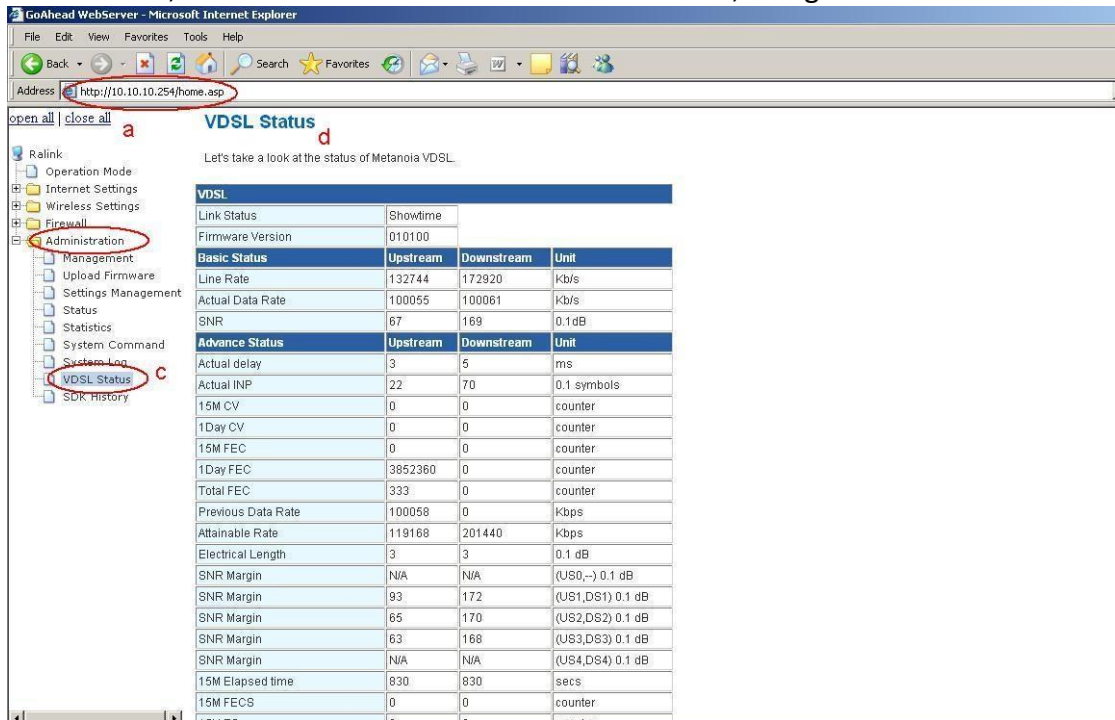 GoAhead WebServer - Microsoft Internet Explorer
File Edit View Favorites Tools Help
Back Search Favorites
Address http://10.10.10.254/home.asp
open all | close all
a
Ralink
Operation Mode
Internet Settings
Wireless Settings
Firewall
Administration
Management
Upload Firmware
Settings Management
Status
Statistics
System Command
System Log
VDSL Status
c
SDK History
VDSL Status
d
Let's take a look at the status of Metanoia VDSL.
VDSL
Link Status Showtime
Firmware Version 010100
Basic Status Upstream Downstream Unit
Line Rate 132744 172920 Kb/s
Actual Data Rate 100055 100061 Kb/s
SNR 67 169 0.1dB
Advance Status Upstream Downstream Unit
Actual delay 3 5 ms
Actual INP 22 70 0.1 symbols
15M CV 0 0 counter
1Day CV 0 0 counter
15M FEC 0 0 counter
1Day FEC 3852360 0 counter
Total FEC 333 0 counter
Previous Data Rate 100058 0 Kbps
Attainable Rate 119168 201440 Kbps
Electrical Length 3 3 0.1 dB
SNR Margin N/A N/A (US0,--) 0.1 dB
SNR Margin 93 172 (US1,DS1) 0.1 dB
SNR Margin 65 170 (US2,DS2) 0.1 dB
SNR Margin 63 168 (US3,DS3) 0.1 dB
SNR Margin N/A N/A (US4,DS4) 0.1 dB
15M Elapsed time 830 830 secs
15M FECS 0 0 counter